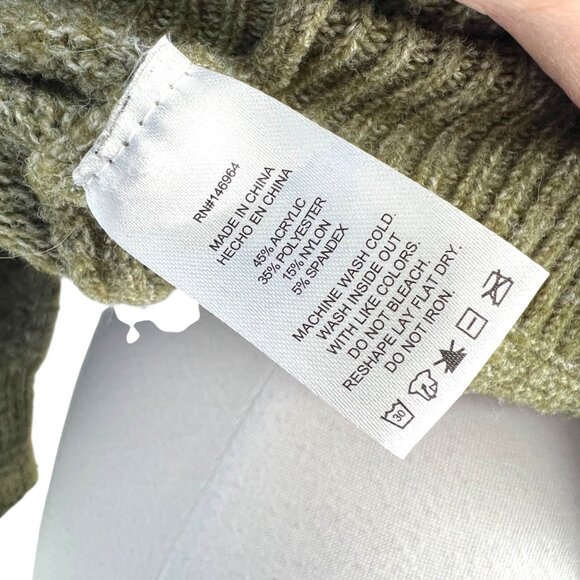 RN#146964
MADE IN CHINA
HECHO EN CHINA
45% ACRYLIC
35% POLYESTER
15% NYLON
5% SPANDEX
MACHINE WASH COLD.
WASH INSIDE OUT
WITH LIKE COLORS.
DO NOT BLEACH.
RESHAPE LAY FLAT DRY.
DO NOT IRON.
30